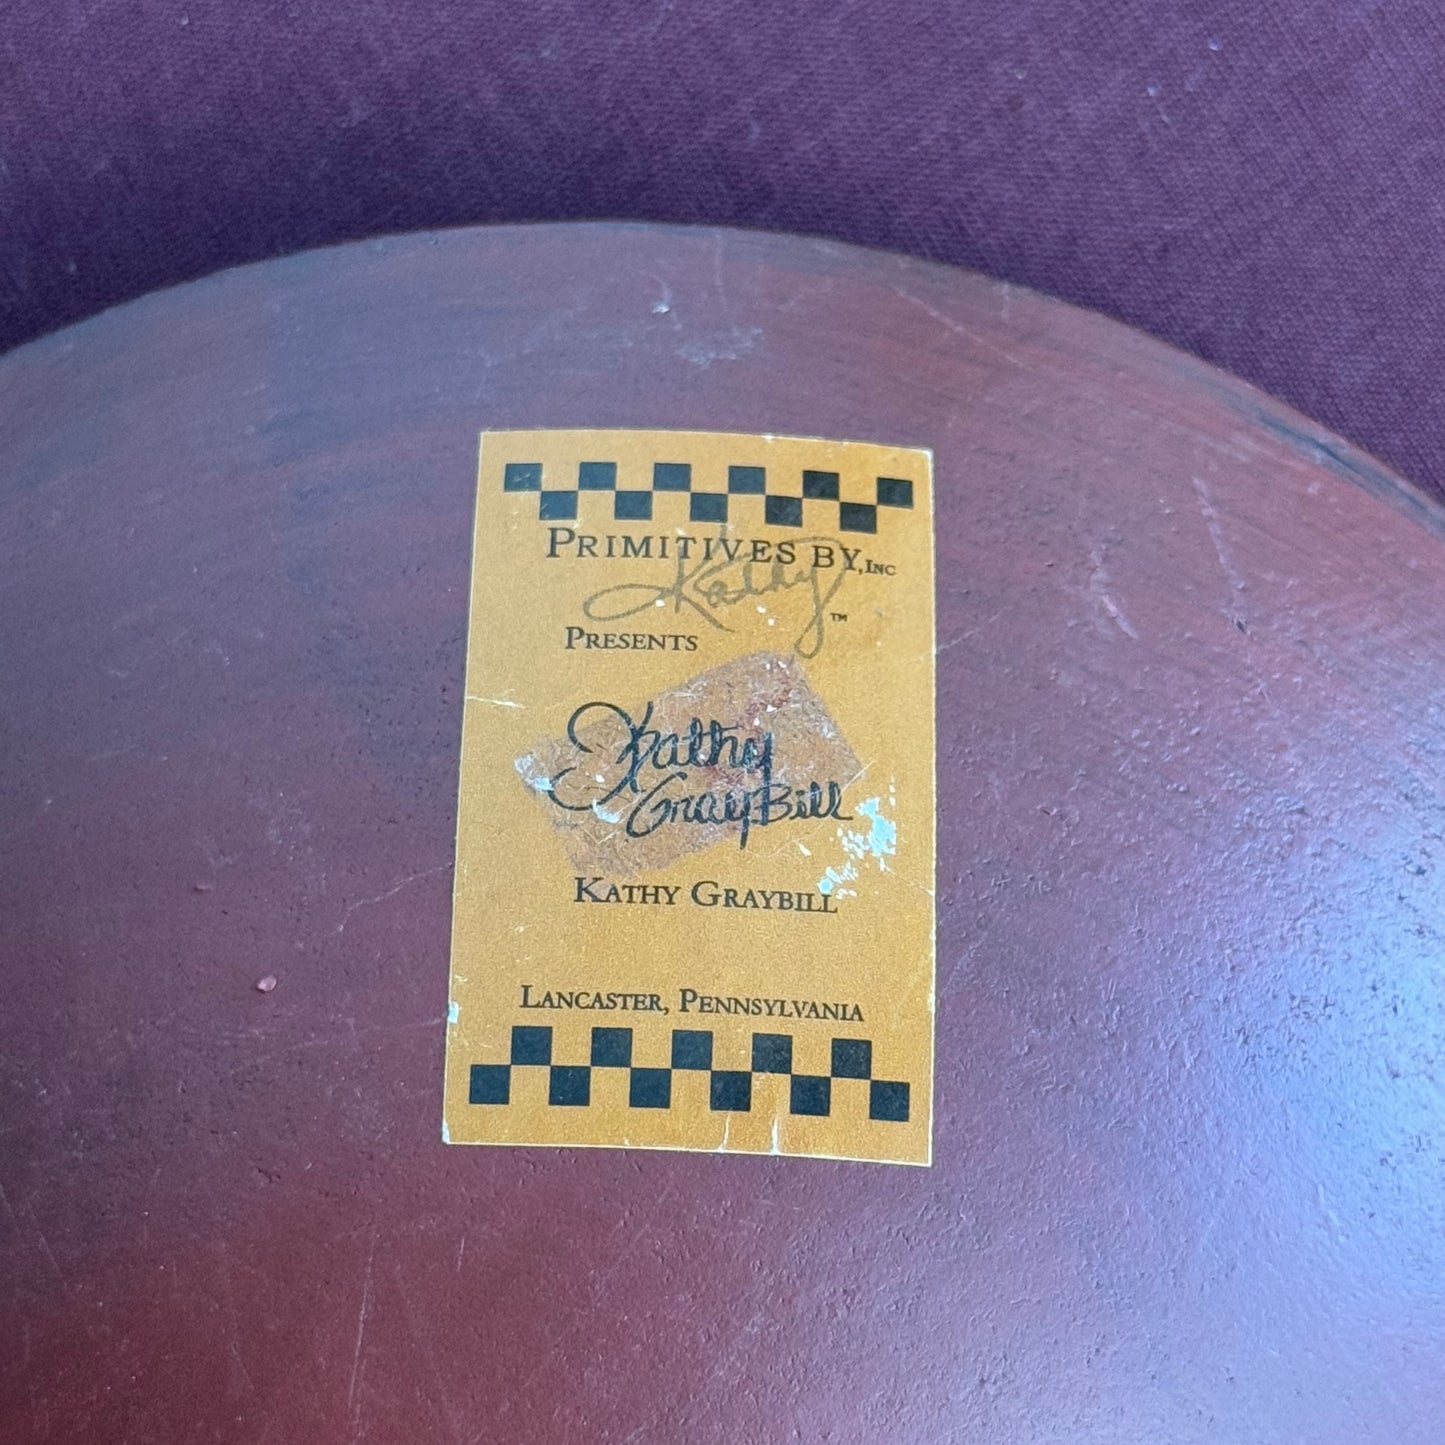 PRIMITIVES BY, INC
Kathy ™
PRESENTS
Kathy
GrayBill
KATHY GRAYBILL
LANCASTER, PENNSYLVANIA